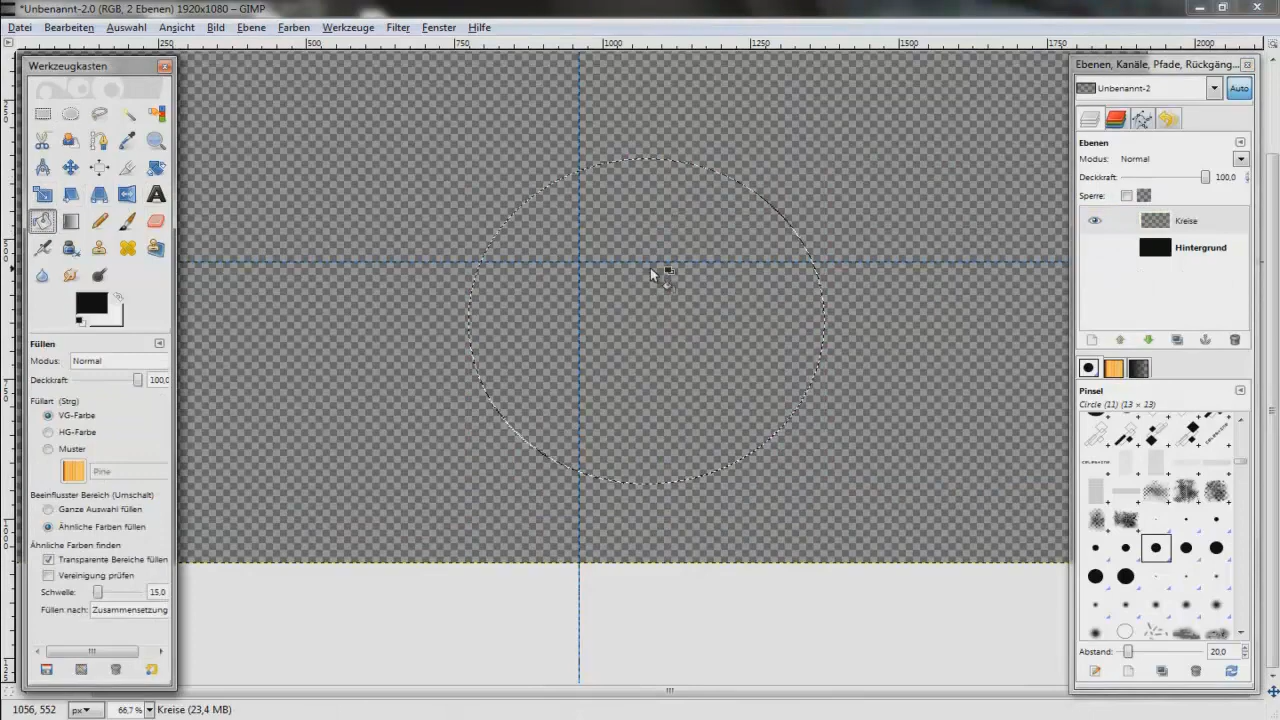 *Unbenannt-2.0 (RGB, 2 Ebenen) 1920x1080 – GIMP
Datei Bearbeiten Auswahl Ansicht Bild Ebene Farben Werkzeuge Filter Fenster Hilfe
250 500 750 1000 1250 1500 1750 2000
Werkzeugkasten
Füllen
Modus: Normal
Deckkraft: 100,0
Füllart (Strg)
VG-Farbe
HG-Farbe
Muster
Pine
Beeinflusster Bereich (Umschalt)
Ganze Auswahl füllen
Ähnliche Farben füllen
Ähnliche Farben finden
Transparente Bereiche füllen
Vereinigung prüfen
Schwelle: 15,0
Füllen nach: Zusammensetzung
Ebenen, Kanäle, Pfade, Rückgäng...
Unbenannt-2 Auto
Ebenen
Modus: Normal
Deckkraft: 100,0
Sperre:
Kreise
Hintergrund
Pinsel
Circle (11) (13 × 13)
Abstand: 20,0
1056, 552 px 66,7 % Kreise (23,4 MB)